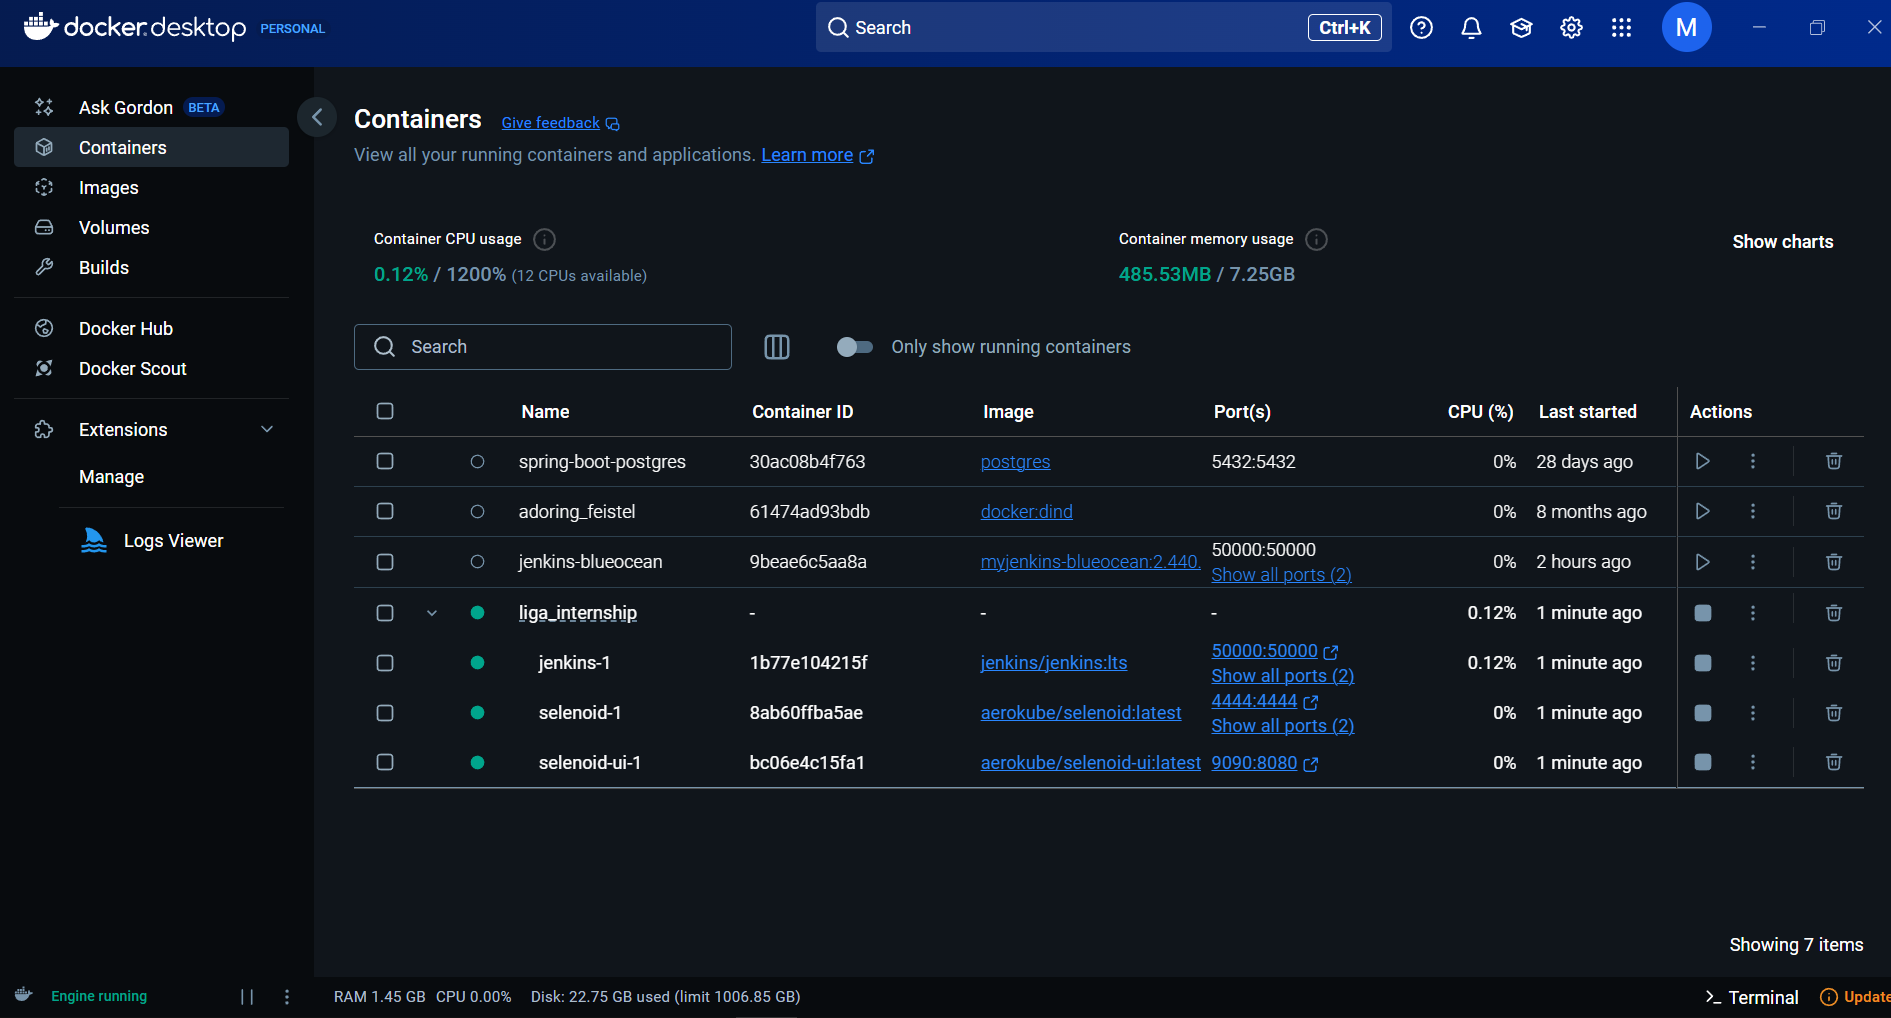 docker.desktop PERSONAL
Search Ctrl+K
M
Ask Gordon BETA
Containers
Images
Volumes
Builds
Docker Hub
Docker Scout
Extensions
Manage
Logs Viewer
Containers Give feedback
View all your running containers and applications. Learn more
Container CPU usage
0.12% / 1200% (12 CPUs available)
Container memory usage
485.53MB / 7.25GB
Show charts
Search
Only show running containers
Name Container ID Image Port(s) CPU (%) Last started Actions
spring-boot-postgres 30ac08b4f763 postgres 5432:5432 0% 28 days ago
adoring_feistel 61474ad93bdb docker:dind 0% 8 months ago
jenkins-blueocean 9beae6c5aa8a myjenkins-blueocean:2.440. 50000:50000 0% 2 hours ago
Show all ports (2)
liga_internship - - - 0.12% 1 minute ago
jenkins-1 1b77e104215f jenkins/jenkins:lts 50000:50000 0.12% 1 minute ago
Show all ports (2)
selenoid-1 8ab60ffba5ae aerokube/selenoid:latest 4444:4444 0% 1 minute ago
Show all ports (2)
selenoid-ui-1 bc06e4c15fa1 aerokube/selenoid-ui:latest 9090:8080 0% 1 minute ago
Showing 7 items
Engine running
RAM 1.45 GB CPU 0.00% Disk: 22.75 GB used (limit 1006.85 GB)
Terminal
Update